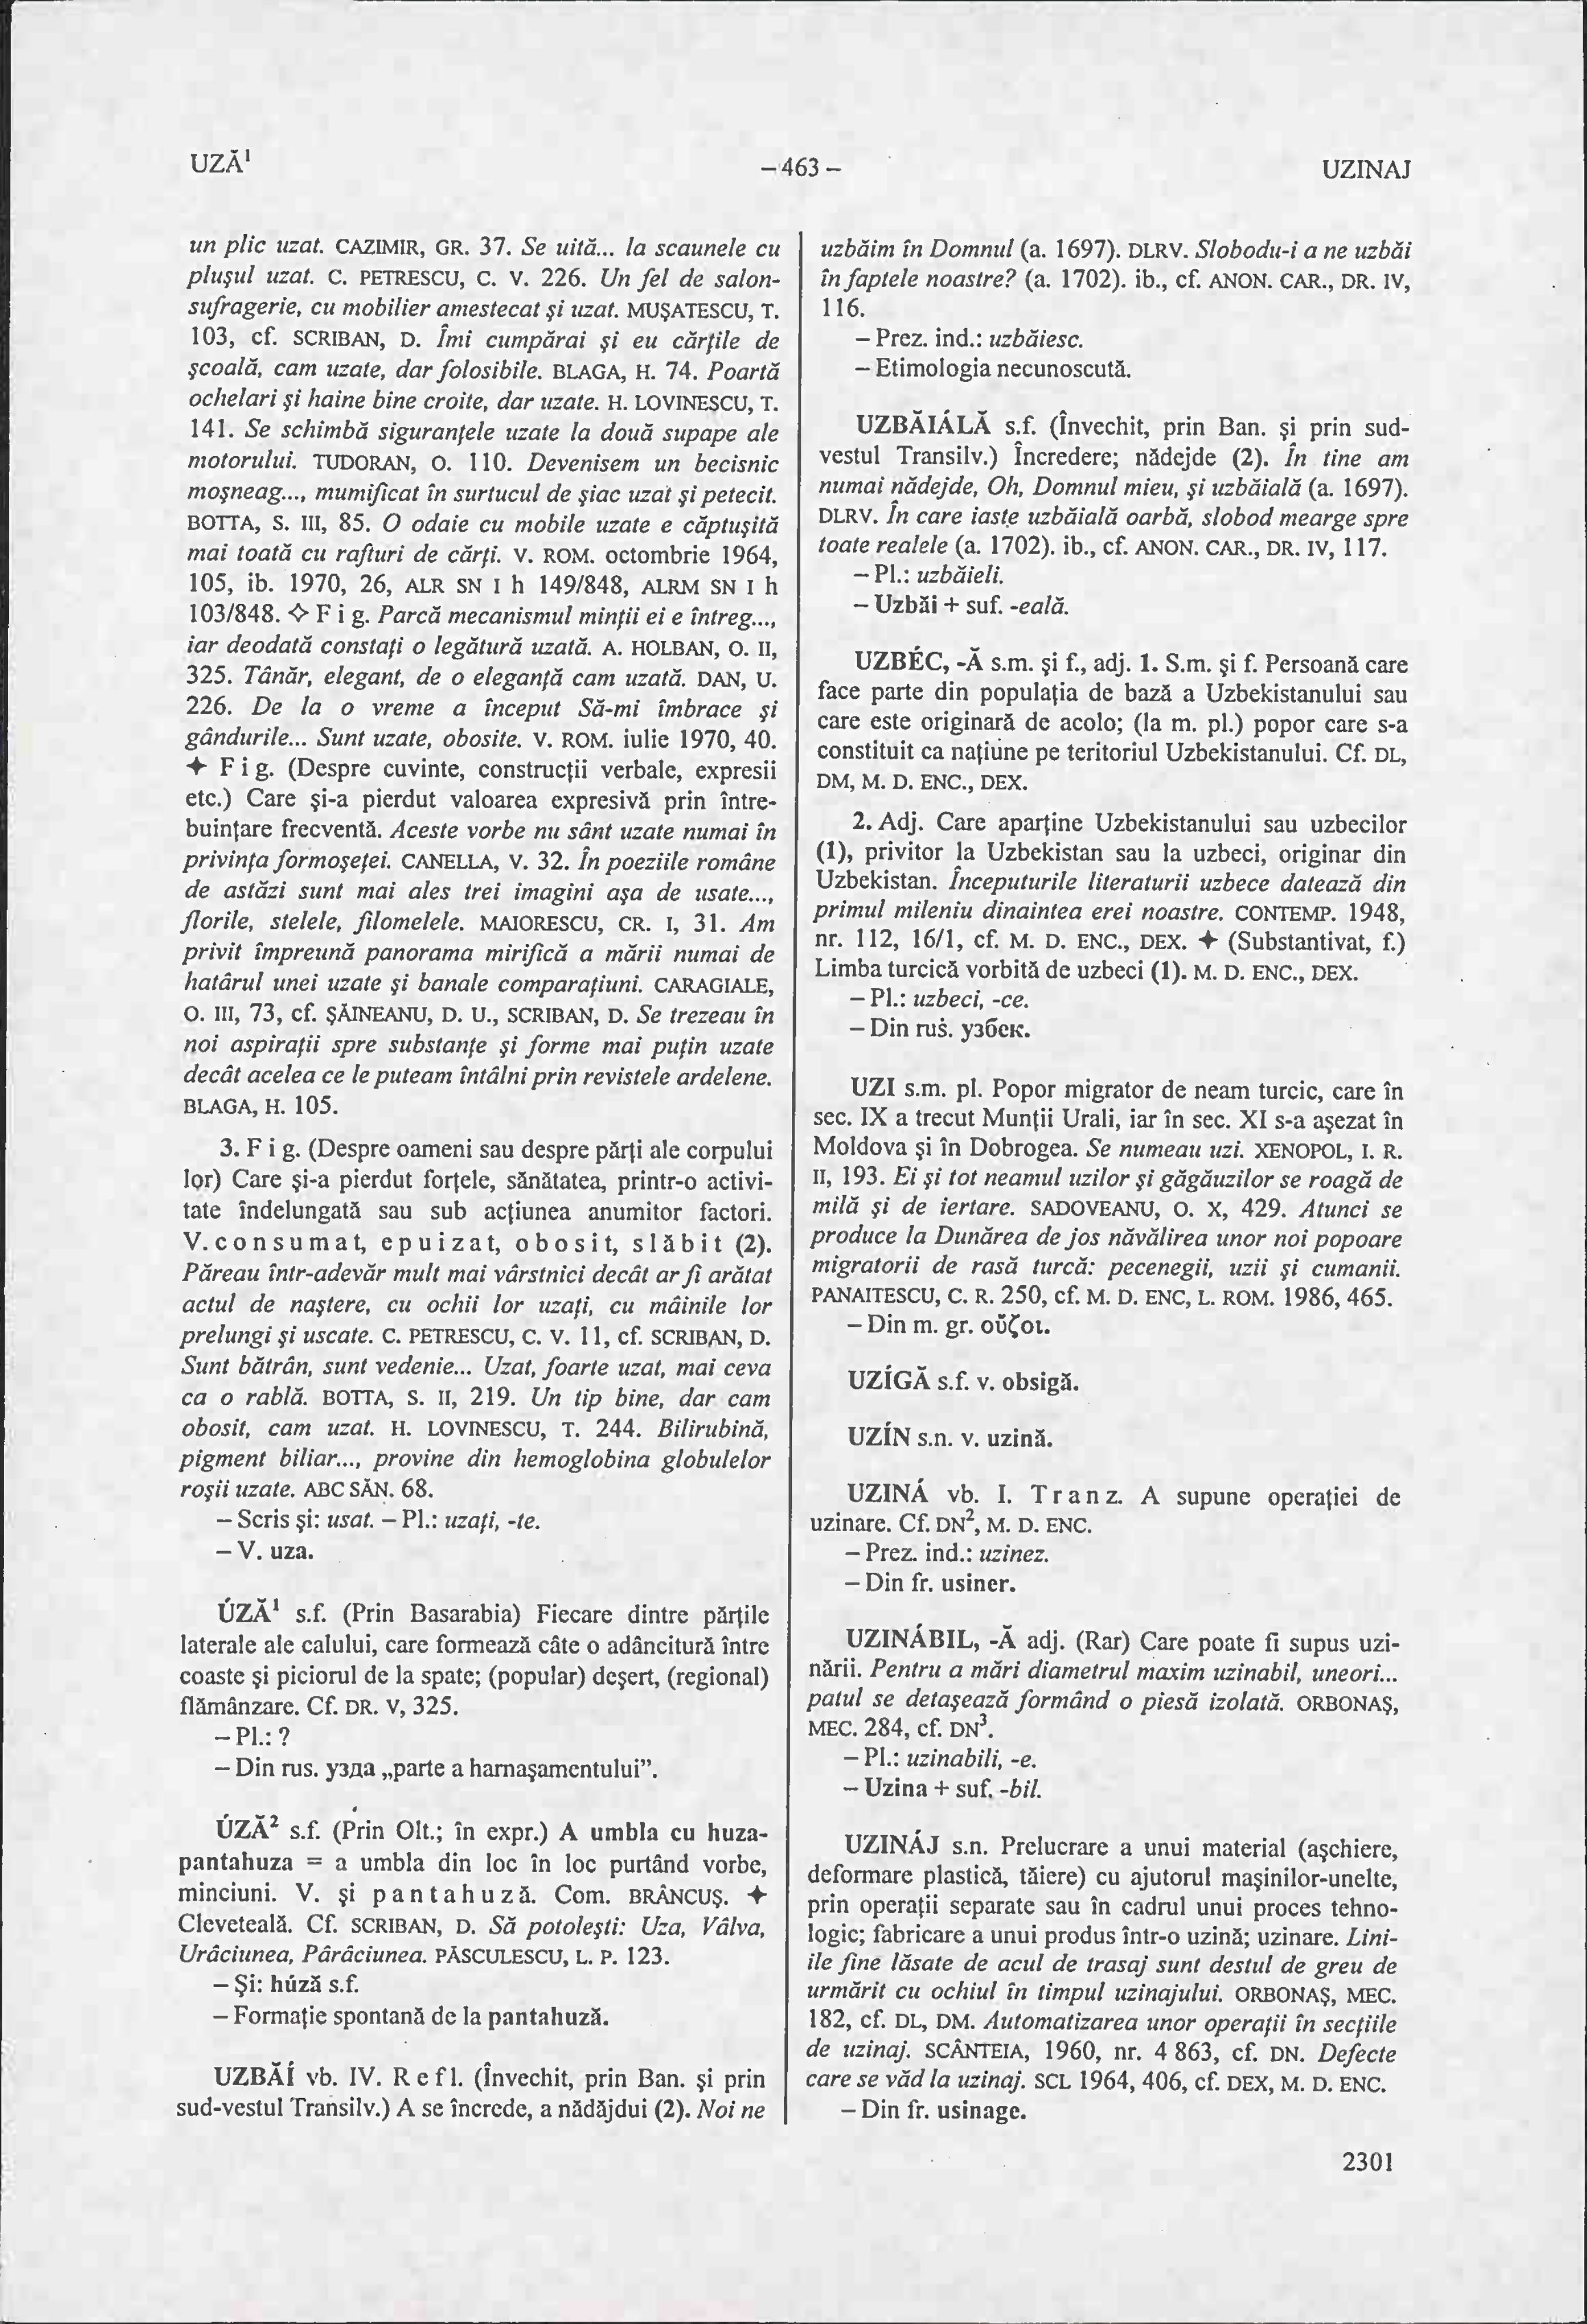 UZĂ¹
– 463 –
UZINAJ
un plic uzat. CAZIMIR, GR. 37. Se uită... la scaunele cu
pluşul uzat. C. PETRESCU, C. V. 226. Un fel de salon-
sufragerie, cu mobilier amestecat şi uzat. MUŞATESCU, T.
103, cf. SCRIBAN, D. Îmi cumpărai şi eu cărţile de
şcoală, cam uzate, dar folosibile. BLAGA, H. 74. Poartă
ochelari şi haine bine croite, dar uzate. H. LOVINESCU, T.
141. Se schimbă siguranţele uzate la două supape ale
motorului. TUDORAN, O. 110. Devenisem un becisnic
moşneag..., mumificat în surtucul de şiac uzat şi petecit.
BOTTA, S. III, 85. O odaie cu mobile uzate e căptuşită
mai toată cu rafturi de cărţi. V. ROM. octombrie 1964,
105, ib. 1970, 26, ALR SN I h 149/848, ALRM SN I h
103/848. ✧ F i g. Parcă mecanismul minţii ei e întreg...,
iar deodată constaţi o legătură uzată. A. HOLBAN, O. II,
325. Tânăr, elegant, de o eleganţă cam uzată. DAN, U.
226. De la o vreme a început Să-mi îmbrace şi
gândurile... Sunt uzate, obosite. V. ROM. iulie 1970, 40.
✦ F i g. (Despre cuvinte, construcţii verbale, expresii
etc.) Care şi-a pierdut valoarea expresivă prin între-
buinţare frecventă. Aceste vorbe nu sânt uzate numai în
privinţa formoşeţei. CANELLA, V. 32. În poeziile române
de astăzi sunt mai ales trei imagini aşa de usate...,
florile, stelele, filomelele. MAIORESCU, CR. I, 31. Am
privit împreună panorama mirifică a mării numai de
hatârul unei uzate şi banale comparaţiuni. CARAGIALE,
O. III, 73, cf. ŞĂINEANU, D. U., SCRIBAN, D. Se trezeau în
noi aspiraţii spre substanţe şi forme mai puţin uzate
decât acelea ce le puteam întâlni prin revistele ardelene.
BLAGA, H. 105.
3. F i g. (Despre oameni sau despre părţi ale corpului
lor) Care şi-a pierdut forţele, sănătatea, printr-o activi-
tate îndelungată sau sub acţiunea anumitor factori.
V. c o n s u m a t, e p u i z a t, o b o s i t, s l ă b i t (2).
Păreau într-adevăr mult mai vârstnici decât ar fi arătat
actul de naştere, cu ochii lor uzaţi, cu mâinile lor
prelungi şi uscate. C. PETRESCU, C. V. 11, cf. SCRIBAN, D.
Sunt bătrân, sunt vedenie... Uzat, foarte uzat, mai ceva
ca o rablă. BOTTA, S. II, 219. Un tip bine, dar cam
obosit, cam uzat. H. LOVINESCU, T. 244. Bilirubină,
pigment biliar..., provine din hemoglobina globulelor
roşii uzate. ABC SĂN. 68.
– Scris şi: usat. – Pl.: uzaţi, -te.
– V. uza.
ÚZĂ¹ s.f. (Prin Basarabia) Fiecare dintre părţile
laterale ale calului, care formează câte o adâncitură între
coaste şi piciorul de la spate; (popular) deşert, (regional)
flămânzare. Cf. DR. V, 325.
– Pl.: ?
– Din rus. узда „parte a harnaşamentului”.
ÚZĂ² s.f. (Prin Olt.; în expr.) A umbla cu huza-
pantahuza = a umbla din loc în loc purtând vorbe,
minciuni. V. şi p a n t a h u z ă. Com. BRÂNCUŞ. ✦
Cleveteală. Cf. SCRIBAN, D. Să potoleşti: Uza, Vâlva,
Urâciunea, Pârâciunea. PĂSCULESCU, L. P. 123.
– Şi: húză s.f.
– Formaţie spontană de la pantahuză.
UZBĂÍ vb. IV. R e f l. (Învechit, prin Ban. şi prin
sud-vestul Transilv.) A se încrede, a nădăjdui (2). Noi ne
uzbăim în Domnul (a. 1697). DLRV. Slobodu-i a ne uzbăi
în faptele noastre? (a. 1702). ib., cf. ANON. CAR., DR. IV,
116.
– Prez. ind.: uzbăiesc.
– Etimologia necunoscută.
UZBĂIÁLĂ s.f. (Învechit, prin Ban. şi prin sud-
vestul Transilv.) Încredere; nădejde (2). În tine am
numai nădejde, Oh, Domnul mieu, şi uzbăială (a. 1697).
DLRV. În care iaste uzbăială oarbă, slobod mearge spre
toate realele (a. 1702). ib., cf. ANON. CAR., DR. IV, 117.
– Pl.: uzbăieli.
– Uzbăi + suf. -eală.
UZBÉC, -Ă s.m. şi f., adj. 1. S.m. şi f. Persoană care
face parte din populaţia de bază a Uzbekistanului sau
care este originară de acolo; (la m. pl.) popor care s-a
constituit ca naţiune pe teritoriul Uzbekistanului. Cf. DL,
DM, M. D. ENC., DEX.
2. Adj. Care aparţine Uzbekistanului sau uzbecilor
(1), privitor la Uzbekistan sau la uzbeci, originar din
Uzbekistan. Începuturile literaturii uzbece datează din
primul mileniu dinaintea erei noastre. CONTEMP. 1948,
nr. 112, 16/1, cf. M. D. ENC., DEX. ✦ (Substantivat, f.)
Limba turcică vorbită de uzbeci (1). M. D. ENC., DEX.
– Pl.: uzbeci, -ce.
– Din rus. узбек.
UZI s.m. pl. Popor migrator de neam turcic, care în
sec. IX a trecut Munţii Urali, iar în sec. XI s-a aşezat în
Moldova şi în Dobrogea. Se numeau uzi. XENOPOL, I. R.
II, 193. Ei şi tot neamul uzilor şi găgăuzilor se roagă de
milă şi de iertare. SADOVEANU, O. X, 429. Atunci se
produce la Dunărea de jos năvălirea unor noi popoare
migratorii de rasă turcă: pecenegii, uzii şi cumanii.
PANAITESCU, C. R. 250, cf. M. D. ENC, L. ROM. 1986, 465.
– Din m. gr. οὖζοι.
UZÍGĂ s.f. v. obsigă.
UZÍN s.n. v. uzină.
UZINÁ vb. I. T r a n z. A supune operaţiei de
uzinare. Cf. DN², M. D. ENC.
– Prez. ind.: uzinez.
– Din fr. usiner.
UZINÁBIL, -Ă adj. (Rar) Care poate fi supus uzi-
nării. Pentru a mări diametrul maxim uzinabil, uneori...
patul se detaşează formând o piesă izolată. ORBONAŞ,
MEC. 284, cf. DN³.
– Pl.: uzinabili, -e.
– Uzina + suf. -bil.
UZINÁJ s.n. Prelucrare a unui material (aşchiere,
deformare plastică, tăiere) cu ajutorul maşinilor-unelte,
prin operaţii separate sau în cadrul unui proces tehno-
logic; fabricare a unui produs într-o uzină; uzinare. Lini-
ile fine lăsate de acul de trasaj sunt destul de greu de
urmărit cu ochiul în timpul uzinajului. ORBONAŞ, MEC.
182, cf. DL, DM. Automatizarea unor operaţii în secţiile
de uzinaj. SCÂNTEIA, 1960, nr. 4 863, cf. DN. Defecte
care se văd la uzinaj. SCL 1964, 406, cf. DEX, M. D. ENC.
– Din fr. usinage.
2301